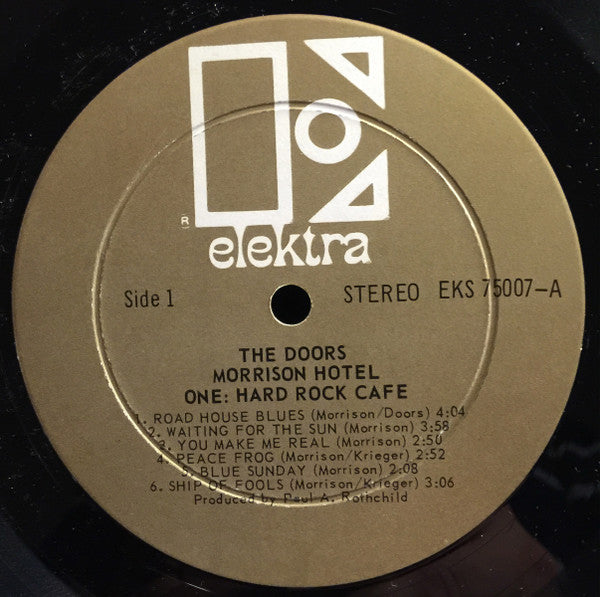 R
elektra
Side 1
STEREO EKS 75007-A
THE DOORS
MORRISON HOTEL
ONE: HARD ROCK CAFE
1. ROAD HOUSE BLUES (Morrison/Doors) 4:04
2. WAITING FOR THE SUN (Morrison) 3:58
3. YOU MAKE ME REAL (Morrison) 2:50
4. PEACE FROG (Morrison/Krieger) 2:52
5. BLUE SUNDAY (Morrison) 2:08
6. SHIP OF FOOLS (Morrison/Krieger) 3:06
Produced by Paul A. Rothchild